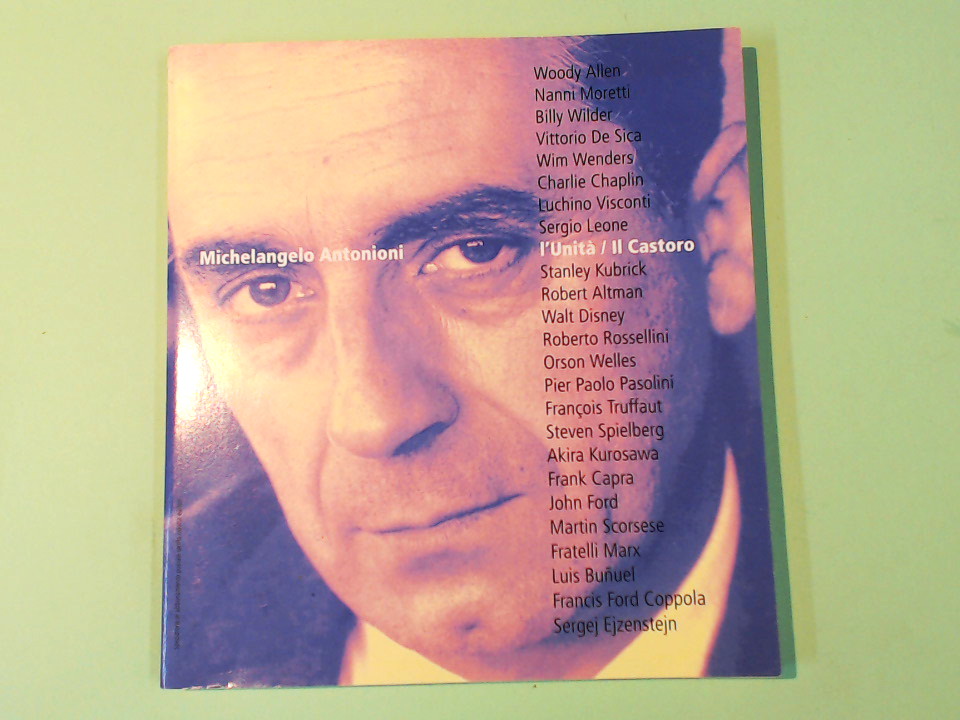 Michelangelo Antonioni
Woody Allen
Nanni Moretti
Billy Wilder
Vittorio De Sica
Wim Wenders
Charlie Chaplin
Luchino Visconti
Sergio Leone
l'Unità / Il Castoro
Stanley Kubrick
Robert Altman
Walt Disney
Roberto Rossellini
Orson Welles
Pier Paolo Pasolini
François Truffaut
Steven Spielberg
Akira Kurosawa
Frank Capra
John Ford
Martin Scorsese
Fratelli Marx
Luis Buñuel
Francis Ford Coppola
Sergej Ejzenstejn